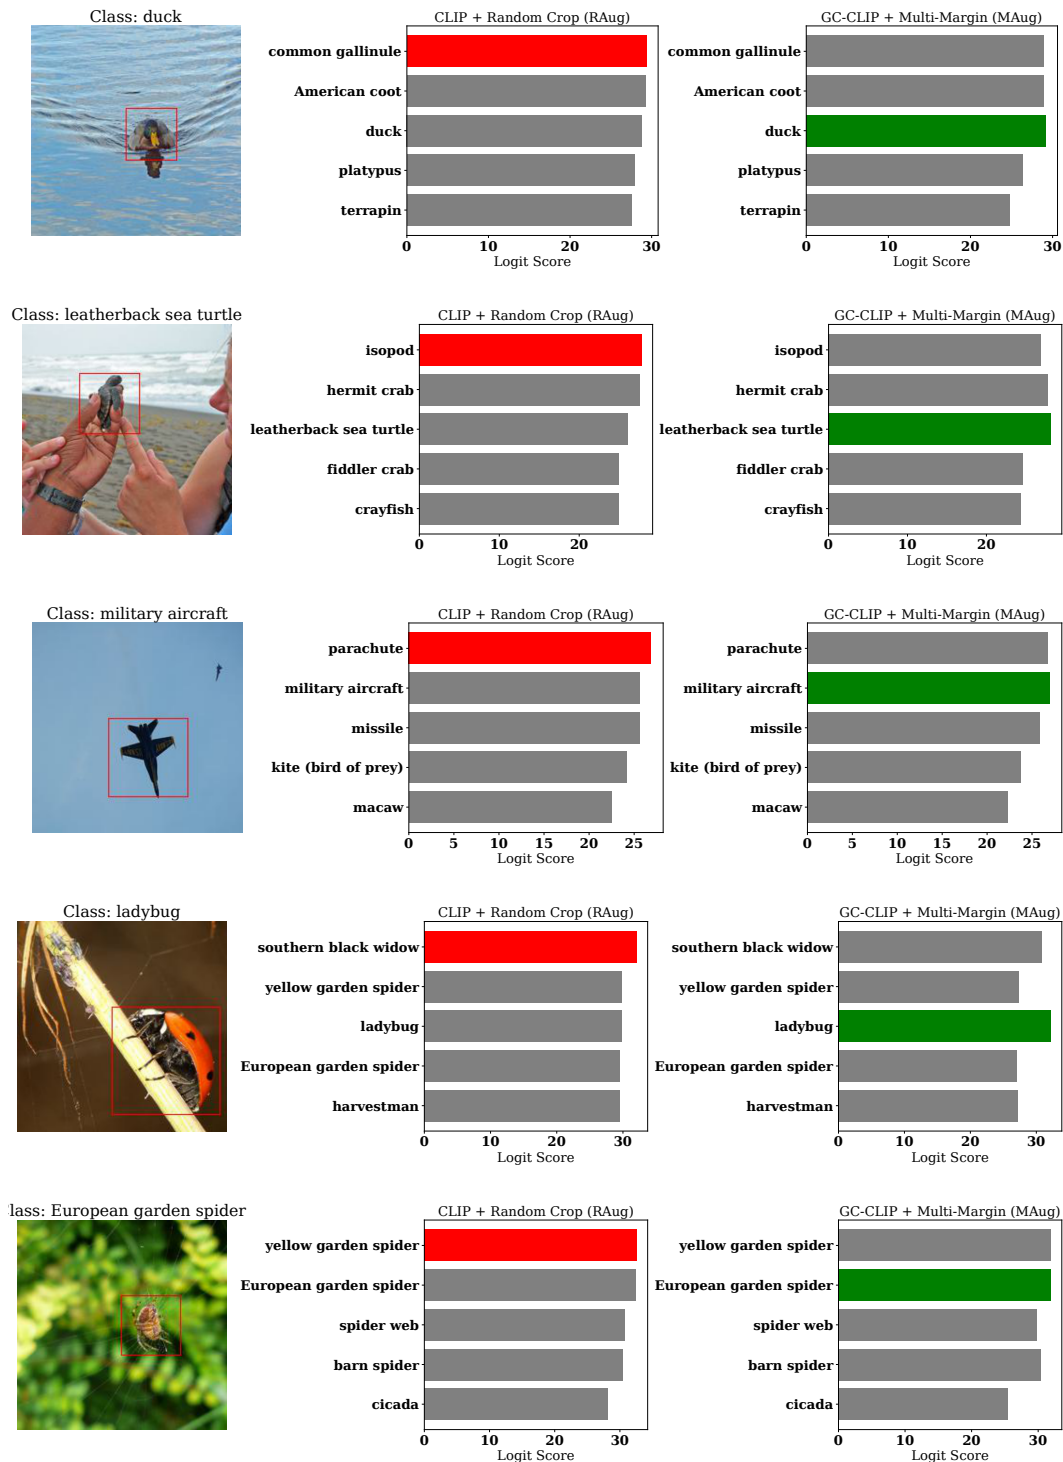 Class: duck
CLIP + Random Crop (RAug)
common gallinule
American coot
duck
platypus
terrapin
0 10 20 30
Logit Score
GC-CLIP + Multi-Margin (MAug)
common gallinule
American coot
duck
platypus
terrapin
0 10 20 30
Logit Score
Class: leatherback sea turtle
CLIP + Random Crop (RAug)
isopod
hermit crab
leatherback sea turtle
fiddler crab
crayfish
0 10 20
Logit Score
GC-CLIP + Multi-Margin (MAug)
isopod
hermit crab
leatherback sea turtle
fiddler crab
crayfish
0 10 20
Logit Score
Class: military aircraft
CLIP + Random Crop (RAug)
parachute
military aircraft
missile
kite (bird of prey)
macaw
0 5 10 15 20 25
Logit Score
GC-CLIP + Multi-Margin (MAug)
parachute
military aircraft
missile
kite (bird of prey)
macaw
0 5 10 15 20 25
Logit Score
Class: ladybug
CLIP + Random Crop (RAug)
southern black widow
yellow garden spider
ladybug
European garden spider
harvestman
0 10 20 30
Logit Score
GC-CLIP + Multi-Margin (MAug)
southern black widow
yellow garden spider
ladybug
European garden spider
harvestman
0 10 20 30
Logit Score
lass: European garden spider
CLIP + Random Crop (RAug)
yellow garden spider
European garden spider
spider web
barn spider
cicada
0 10 20 30
Logit Score
GC-CLIP + Multi-Margin (MAug)
yellow garden spider
European garden spider
spider web
barn spider
cicada
0 10 20 30
Logit Score